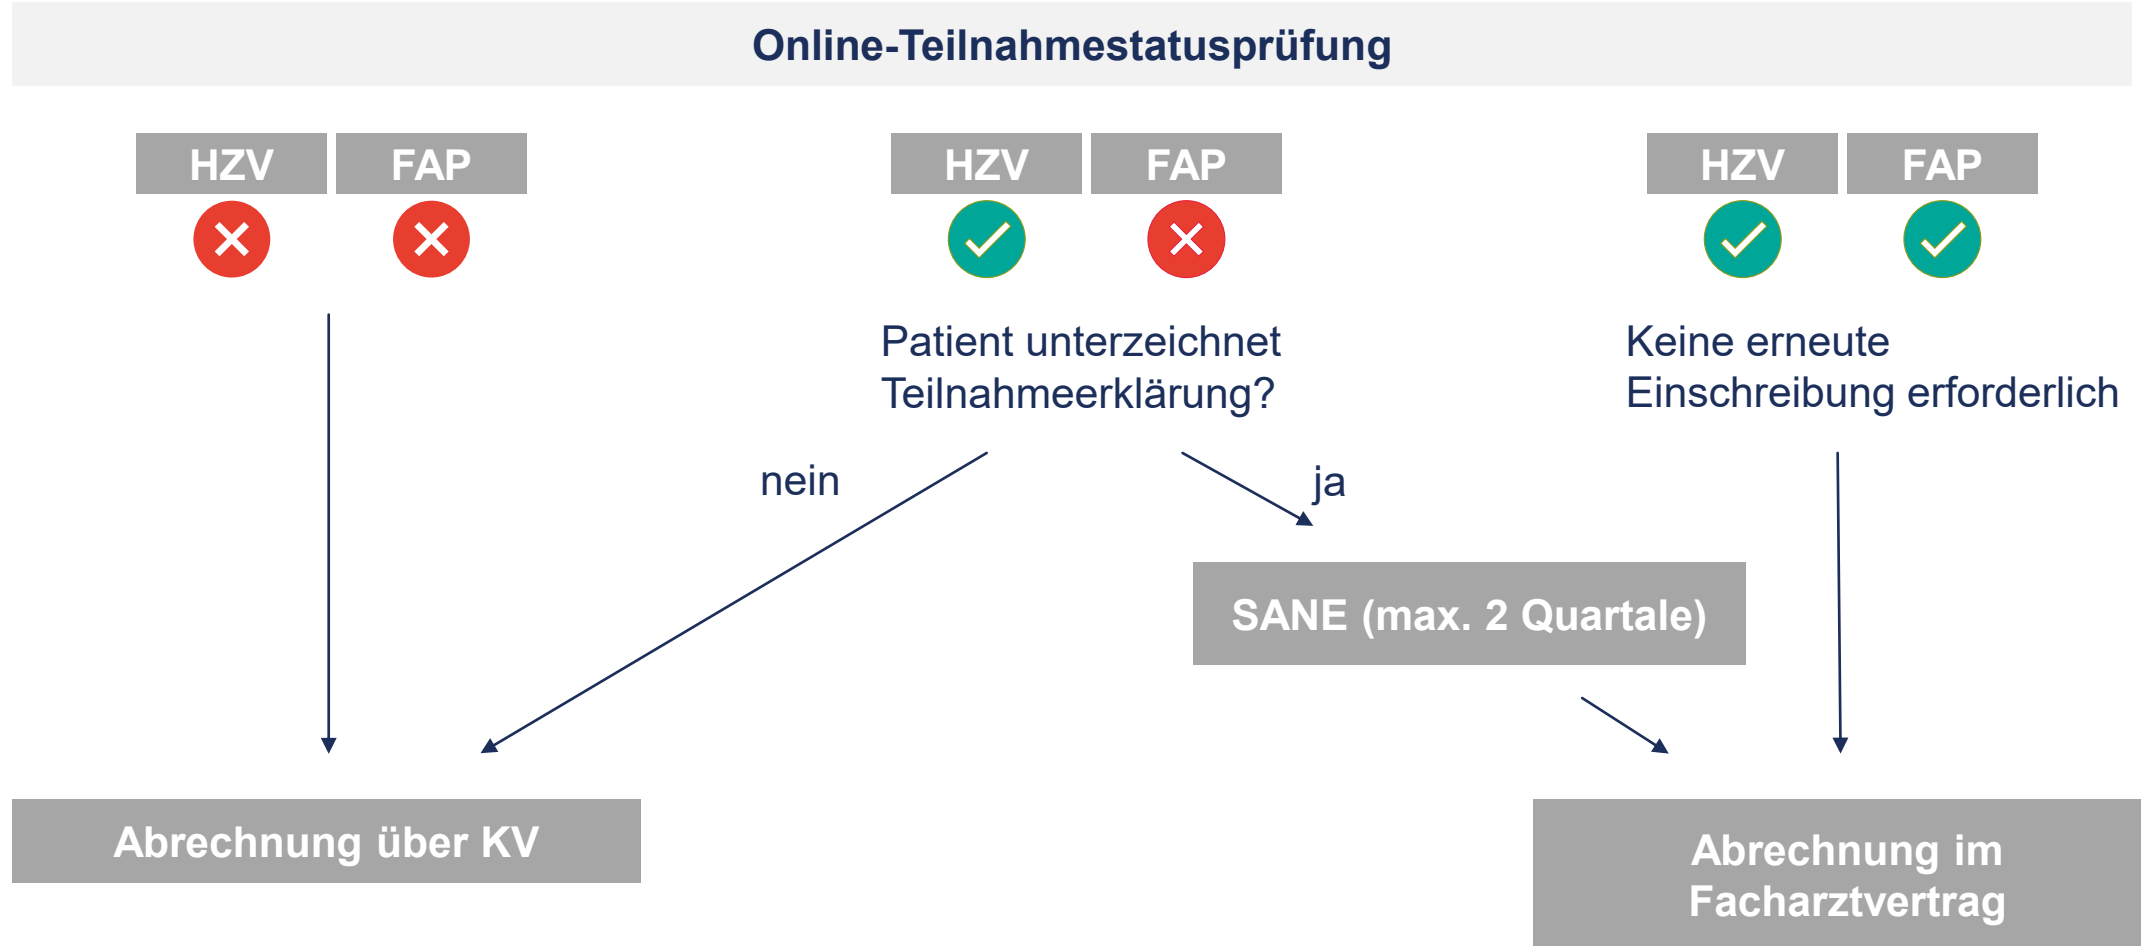 Online-Teilnahmestatusprüfung
HZV FAP
HZV FAP
HZV FAP
Patient unterzeichnet
Teilnahmeerklärung?
Keine erneute
Einschreibung erforderlich
nein
ja
SANE (max. 2 Quartale)
Abrechnung über KV
Abrechnung im
Facharztvertrag